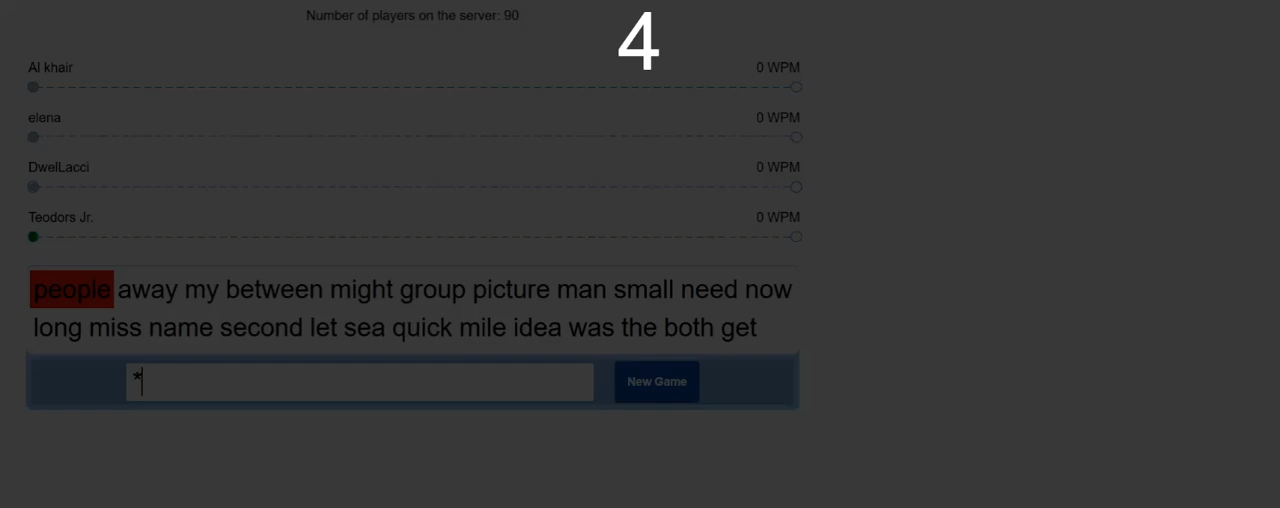 Number of players on the server: 90
4
Al khair 0 WPM
elena 0 WPM
DwelLacci 0 WPM
Teodors Jr. 0 WPM
people away my between might group picture man small need now
long miss name second let sea quick mile idea was the both get
*
New Game